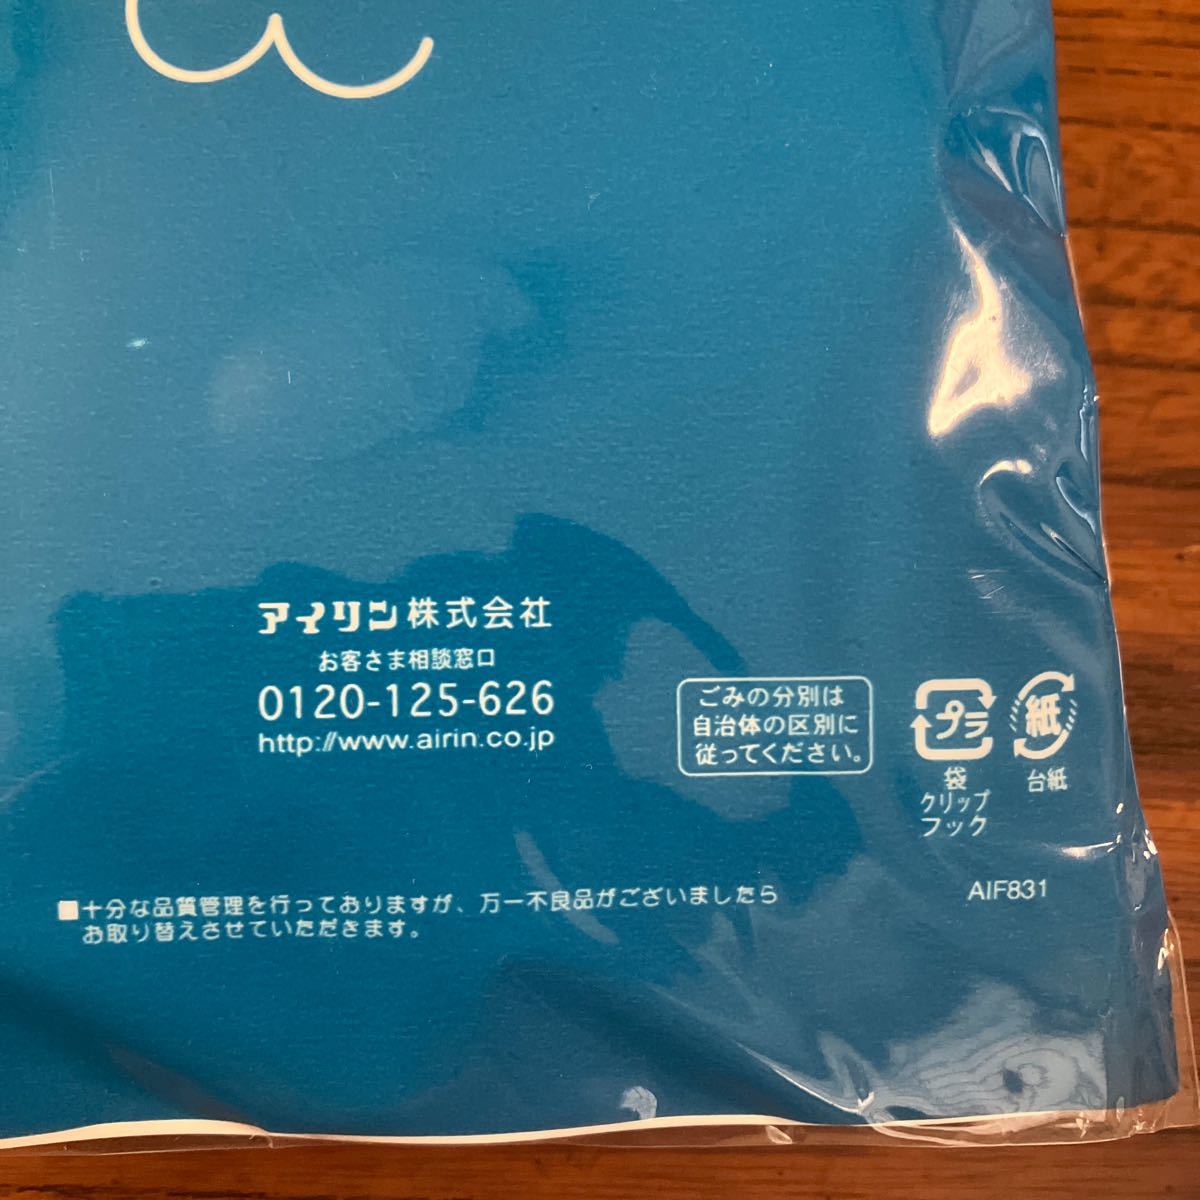 アイリン株式会社
お客さま相談窓口
0120-125-626
http://www.airin.co.jp
ごみの分別は
自治体の区別に
従ってください。
プラ
袋
クリップ
フック
紙
台紙
AIF831
■十分な品質管理を行っておりますが、万一不良品がございましたら
お取り替えさせていただきます。